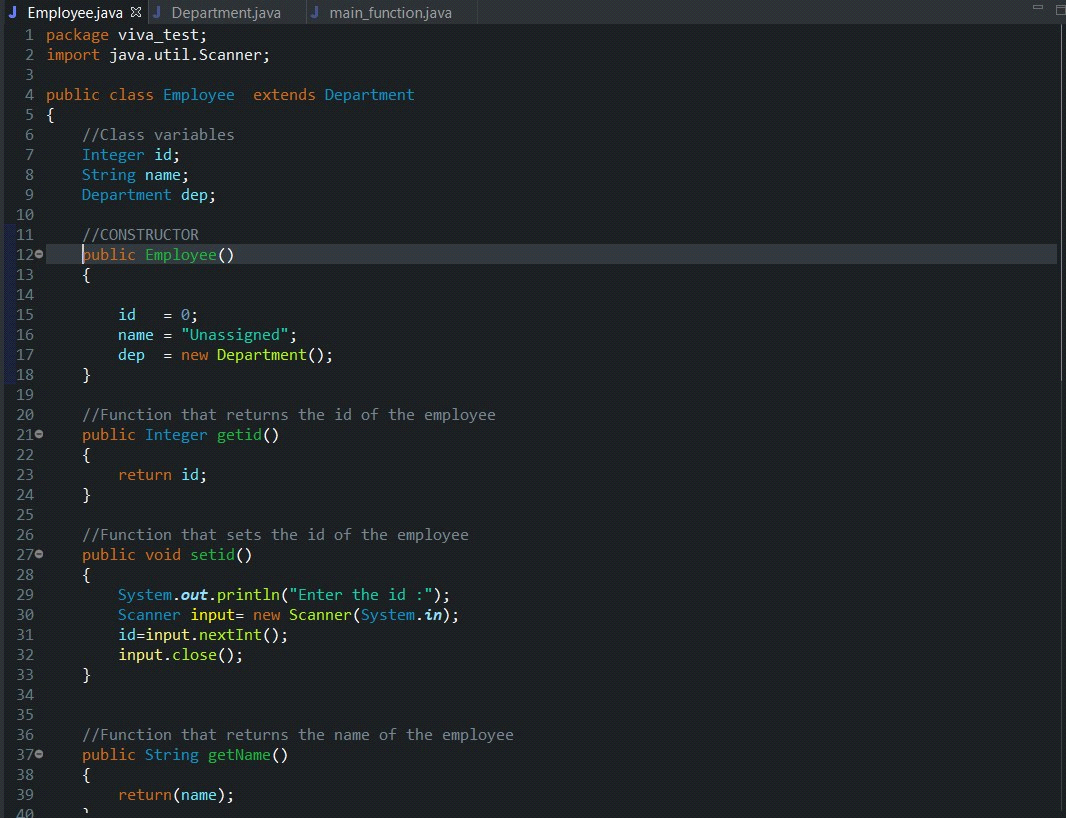 Employee.java Department.java main_function.java
1 package viva_test;
2 import java.util.Scanner;
3
4 public class Employee  extends Department
5 {
6     //Class variables
7     Integer id;
8     String name;
9     Department dep;
10
11     //CONSTRUCTOR
12     public Employee()
13     {
14
15         id   = 0;
16         name = "Unassigned";
17         dep  = new Department();
18     }
19
20     //Function that returns the id of the employee
21     public Integer getid()
22     {
23         return id;
24     }
25
26     //Function that sets the id of the employee
27     public void setid()
28     {
29         System.out.println("Enter the id :");
30         Scanner input= new Scanner(System.in);
31         id=input.nextInt();
32         input.close();
33     }
34
35
36     //Function that returns the name of the employee
37     public String getName()
38     {
39         return(name);
40     }